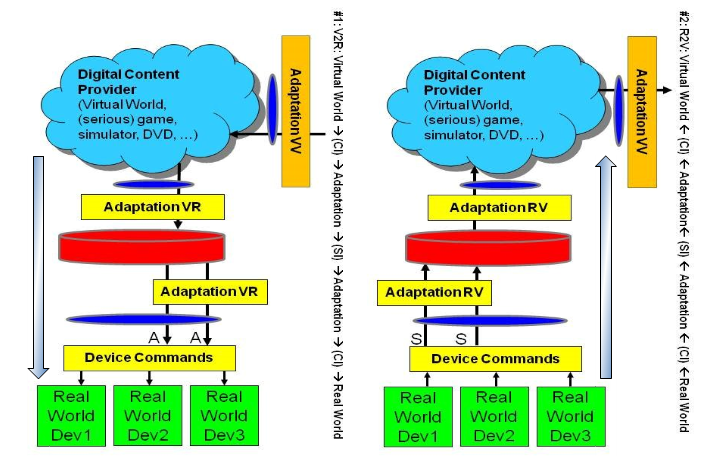 Digital Content
Provider
(Virtual World,
(serious) game,
simulator, DVD, ...)
Adaptation VV
Adaptation VR
Adaptation VR
A A
Device Commands
Real
World
Dev1
Real
World
Dev2
Real
World
Dev3
#1: V2R: Virtual World → (CI) → Adaptation → (SI) → Adaptation → (CI) → Real World
Digital Content
Provider
(Virtual World,
(serious) game,
simulator, DVD, ...)
Adaptation VV
Adaptation RV
Adaptation RV
S S
Device Commands
Real
World
Dev1
Real
World
Dev2
Real
World
Dev3
#2: R2V: Virtual World ← (CI) ← Adaptation← (SI) ← Adaptation ← (CI) ←Real World